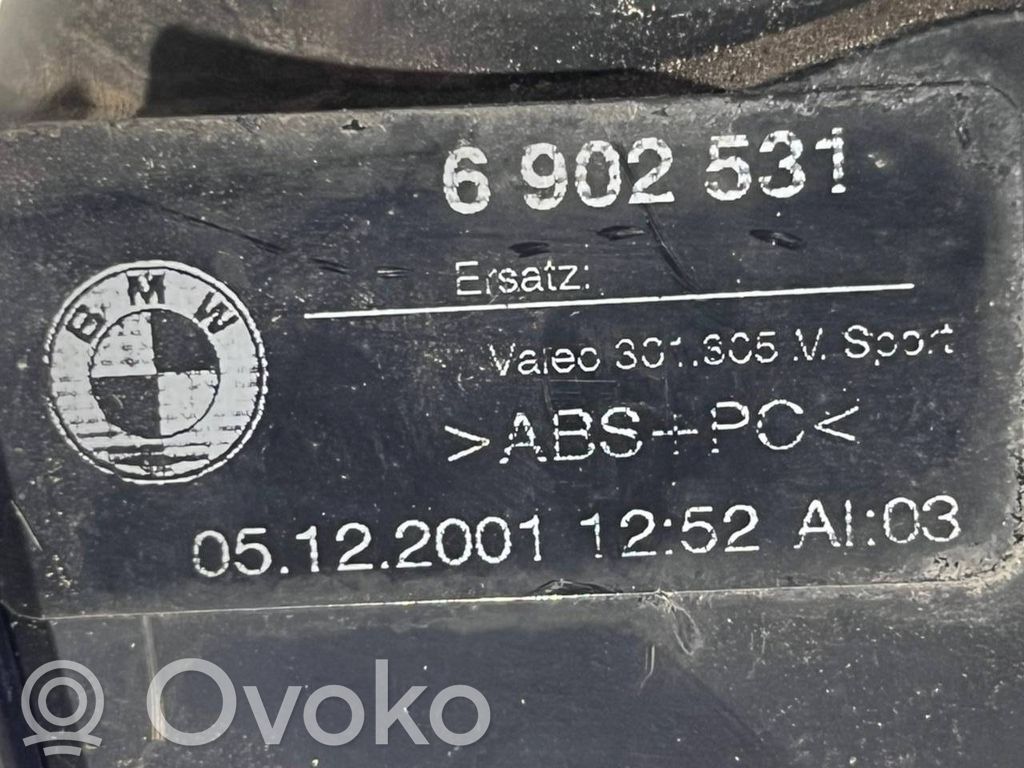 6 902 531
BMW
Ersatz:
Valeo 301.305 .V. Sport
>ABS+PC<
05.12.2001 12:52 AI:03
Ovoko